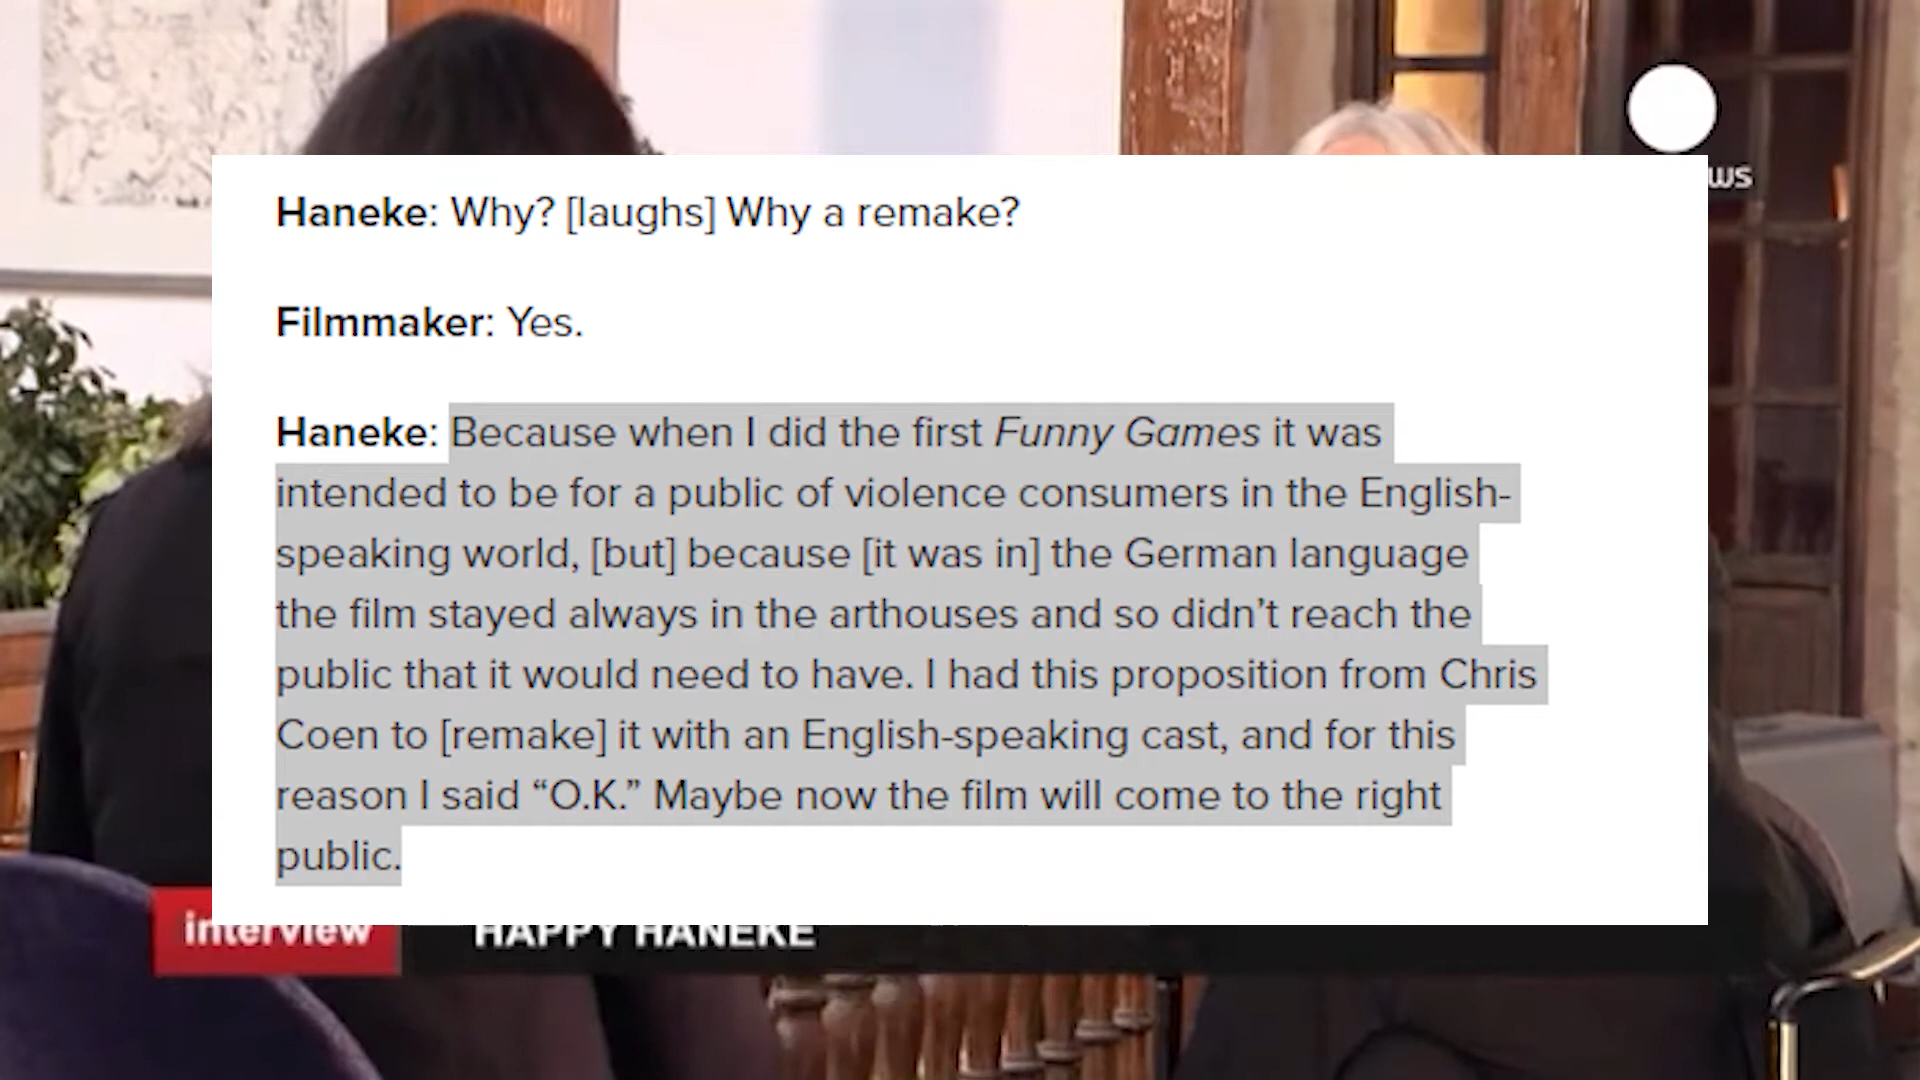 ws
Haneke: Why? [laughs] Why a remake?
Filmmaker: Yes.
Haneke: Because when I did the first Funny Games it was
intended to be for a public of violence consumers in the English-
speaking world, [but] because [it was in] the German language
the film stayed always in the arthouses and so didn’t reach the
public that it would need to have. I had this proposition from Chris
Coen to [remake] it with an English-speaking cast, and for this
reason I said “O.K.” Maybe now the film will come to the right
public.
interview
HAPPY HANEKE